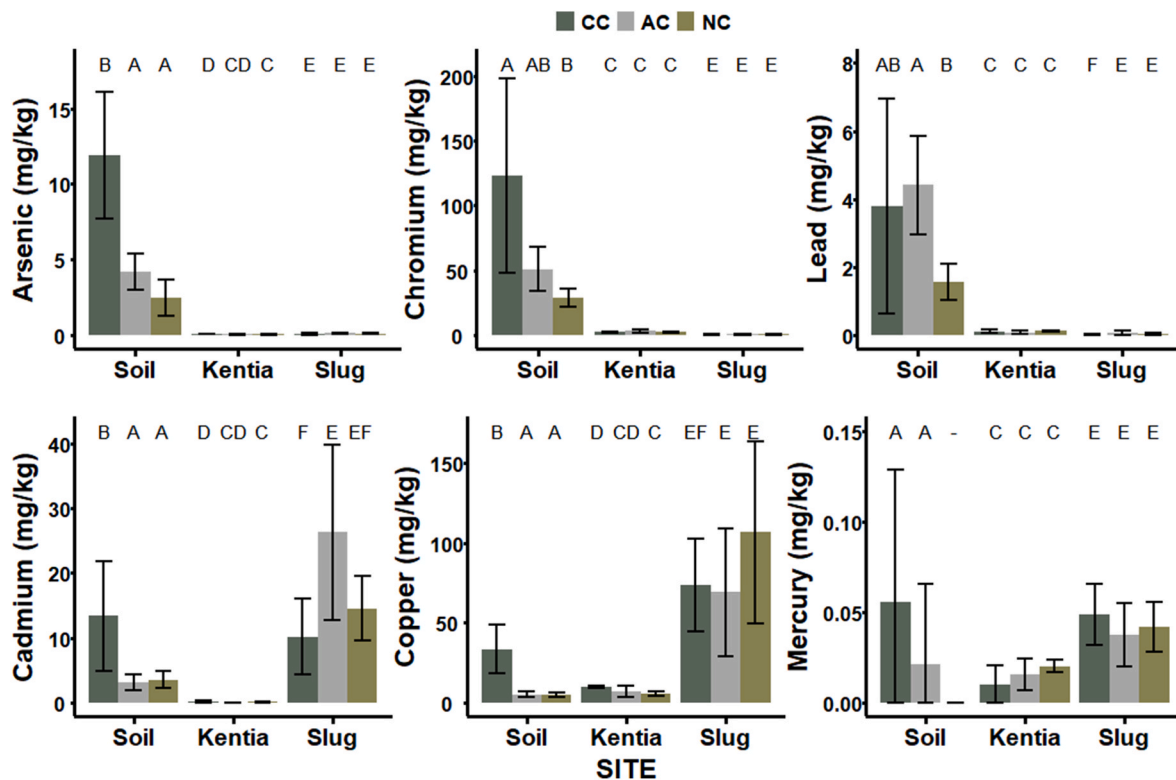 CC AC NC
B A A D CD C E E E
Arsenic (mg/kg)
15
10
5
0
Soil Kentia Slug
A AB B C C C E E E
Chromium (mg/kg)
200
150
100
50
0
Soil Kentia Slug
AB A B C C C F E E
Lead (mg/kg)
8
6
4
2
0
Soil Kentia Slug
B A A D CD C F E EF
Cadmium (mg/kg)
40
30
20
10
0
Soil Kentia Slug
B A A D CD C EF E E
Copper (mg/kg)
150
100
50
0
Soil Kentia Slug
A A - C C C E E E
Mercury (mg/kg)
0.15
0.10
0.05
0.00
Soil Kentia Slug
SITE